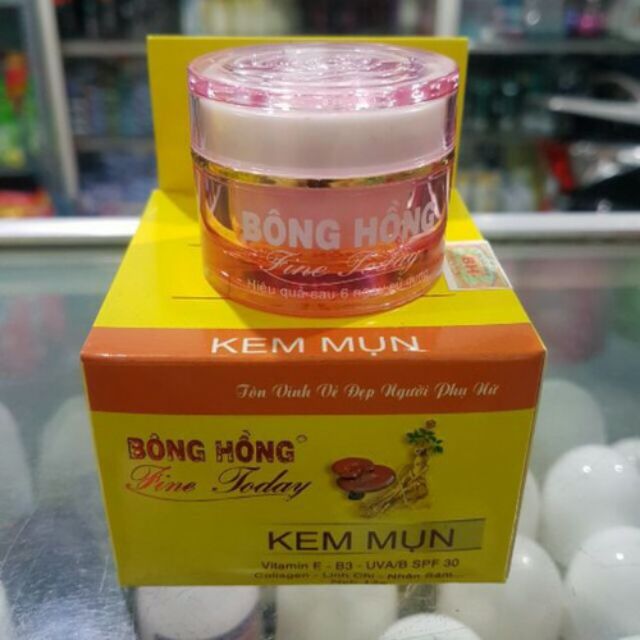 BÔNG HỒNG
Fine Today
Hiệu quả sau 6 ngày sử dụng
KEM MỤN
Tôn Vinh Vẻ Đẹp Người Phụ Nữ
BÔNG HỒNG
Fine Today
KEM MỤN
Vitamin E - B3 - UVA/B SPF 30
Collagen - Linh Chi - Nhân Sâm...